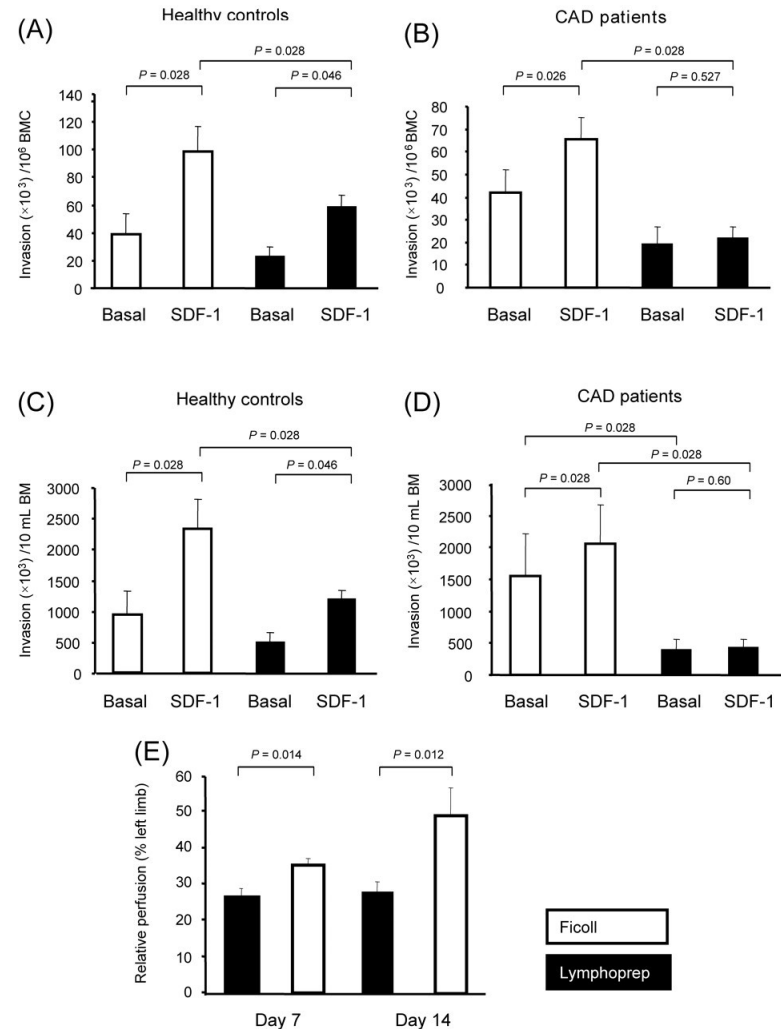 (A)
Healthy controls
P = 0.028
P = 0.028
P = 0.046
Invasion (×10³) /10⁶ BMC
140
120
100
80
60
40
20
0
Basal SDF-1 Basal SDF-1
(B)
CAD patients
P = 0.028
P = 0.026
P = 0.527
Invasion (×10³) /10⁶ BMC
80
70
60
50
40
30
20
10
0
Basal SDF-1 Basal SDF-1
(C)
Healthy controls
P = 0.028
P = 0.028
P = 0.046
Invasion (×10³) /10 mL BM
3000
2500
2000
1500
1000
500
0
Basal SDF-1 Basal SDF-1
(D)
CAD patients
P = 0.028
P = 0.028
P = 0.028
P = 0.60
Invasion (×10³) /10 mL BM
3000
2500
2000
1500
1000
500
0
Basal SDF-1 Basal SDF-1
(E)
P = 0.014
P = 0.012
Relative perfusion (% left limb)
60
50
40
30
20
10
0
Day 7 Day 14
Ficoll
Lymphoprep